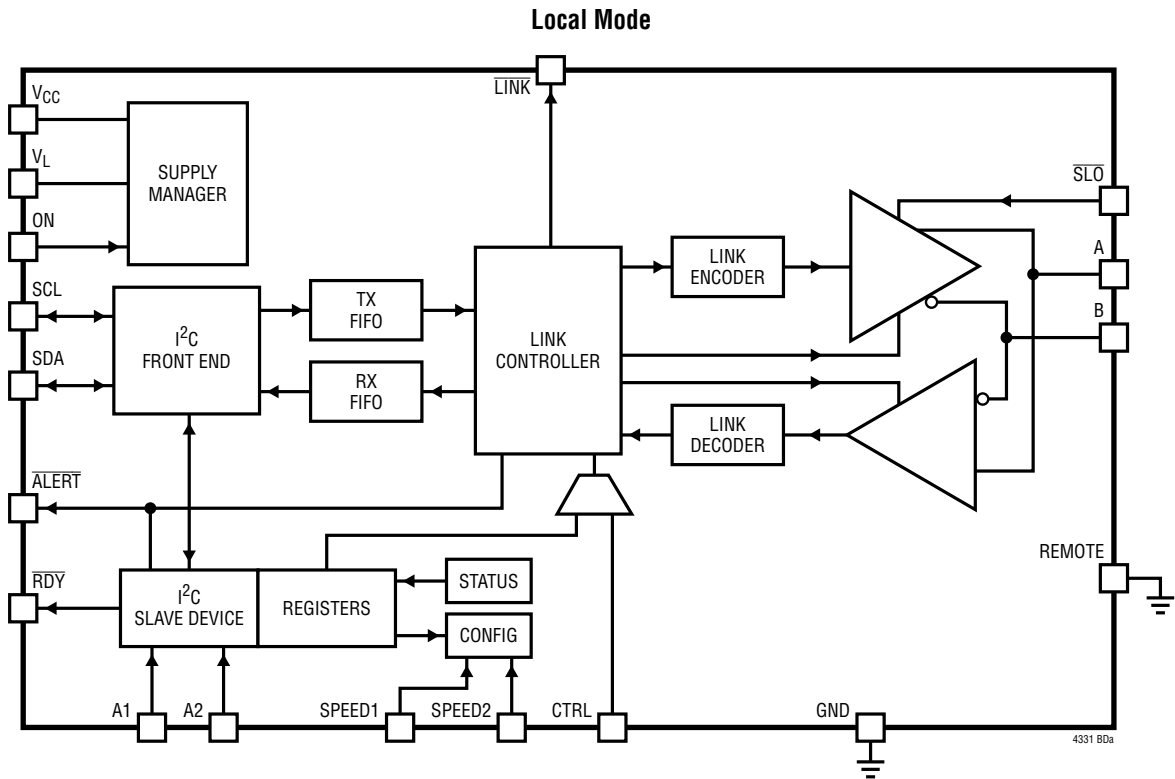 Local Mode
LINK
VCC
SUPPLY
MANAGER
VL
SLO
ON
LINK
ENCODER
A
SCL
TX
FIFO
B
I2C
FRONT END
LINK
CONTROLLER
SDA
RX
FIFO
LINK
DECODER
ALERT
REMOTE
RDY
I2C
SLAVE DEVICE
REGISTERS
STATUS
CONFIG
A1
A2
SPEED1
SPEED2
CTRL
GND
4331 BDa